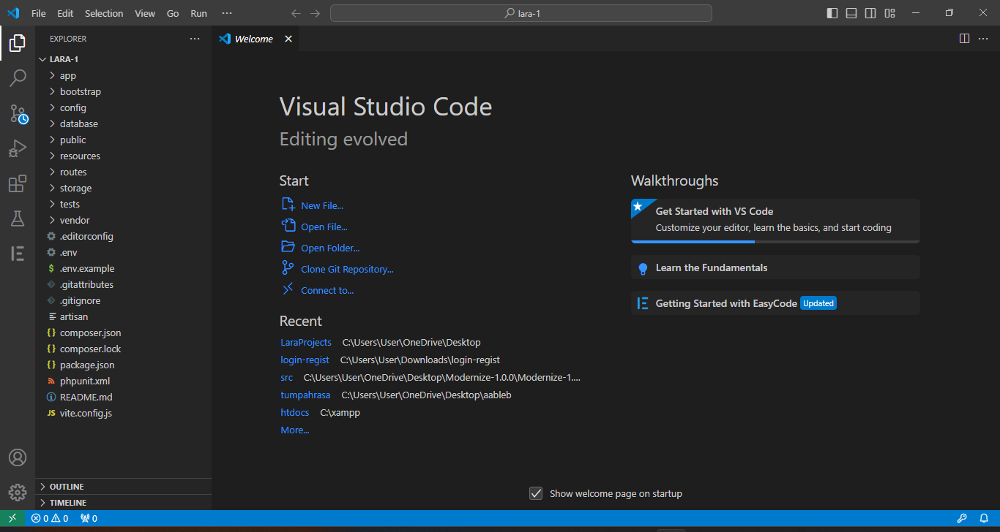 File Edit Selection View Go Run ···
lara-1
EXPLORER
LARA-1
app
bootstrap
config
database
public
resources
routes
storage
tests
vendor
.editorconfig
.env
$ .env.example
.gitattributes
.gitignore
artisan
{} composer.json
{} composer.lock
{} package.json
phpunit.xml
README.md
JS vite.config.js
OUTLINE
TIMELINE
Welcome
Visual Studio Code
Editing evolved
Start
New File...
Open File...
Open Folder...
Clone Git Repository...
Connect to...
Recent
LaraProjects C:\Users\User\OneDrive\Desktop
login-regist C:\Users\User\Downloads\login-regist
src C:\Users\User\OneDrive\Desktop\Modernize-1.0.0\Modernize-1....
tumpahrasa C:\Users\User\OneDrive\Desktop\aableb
htdocs C:\xampp
More...
Walkthroughs
Get Started with VS Code
Customize your editor, learn the basics, and start coding
Learn the Fundamentals
Getting Started with EasyCode Updated
Show welcome page on startup
0 0 0